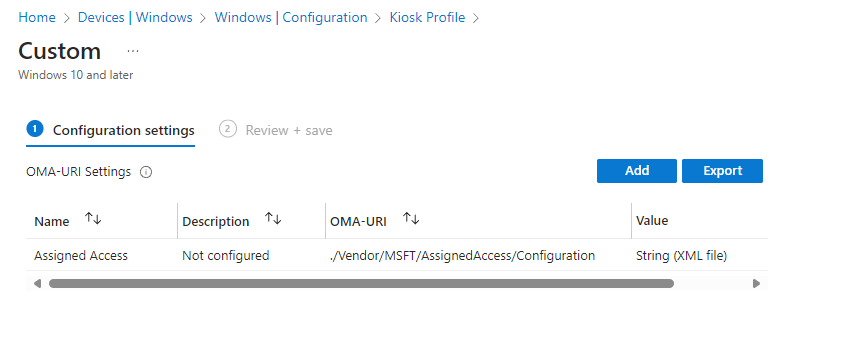 Home > Devices | Windows > Windows | Configuration > Kiosk Profile >
Custom ...
Windows 10 and later
1 Configuration settings 2 Review + save
OMA-URI Settings Add Export
Name Description OMA-URI Value
Assigned Access Not configured ./Vendor/MSFT/AssignedAccess/Configuration String (XML file)